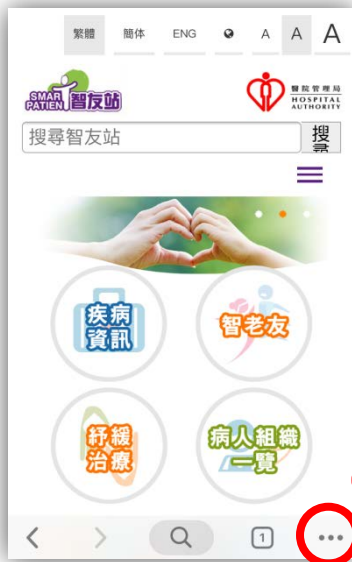 繁體 簡体 ENG A A A
SMART
PATIENT 智友站
醫院管理局
HOSPITAL
AUTHORITY
搜尋智友站 搜尋
疾病
資訊
智老友
紓緩
治療
病人組織
一覽
1